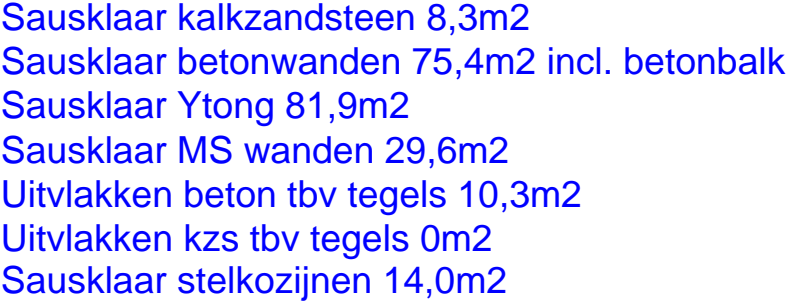 Sausklaar kalkzandsteen 8,3m2
Sausklaar betonwanden 75,4m2 incl. betonbalk
Sausklaar Ytong 81,9m2
Sausklaar MS wanden 29,6m2
Uitvlakken beton tbv tegels 10,3m2
Uitvlakken kzs tbv tegels 0m2
Sausklaar stelkozijnen 14,0m2